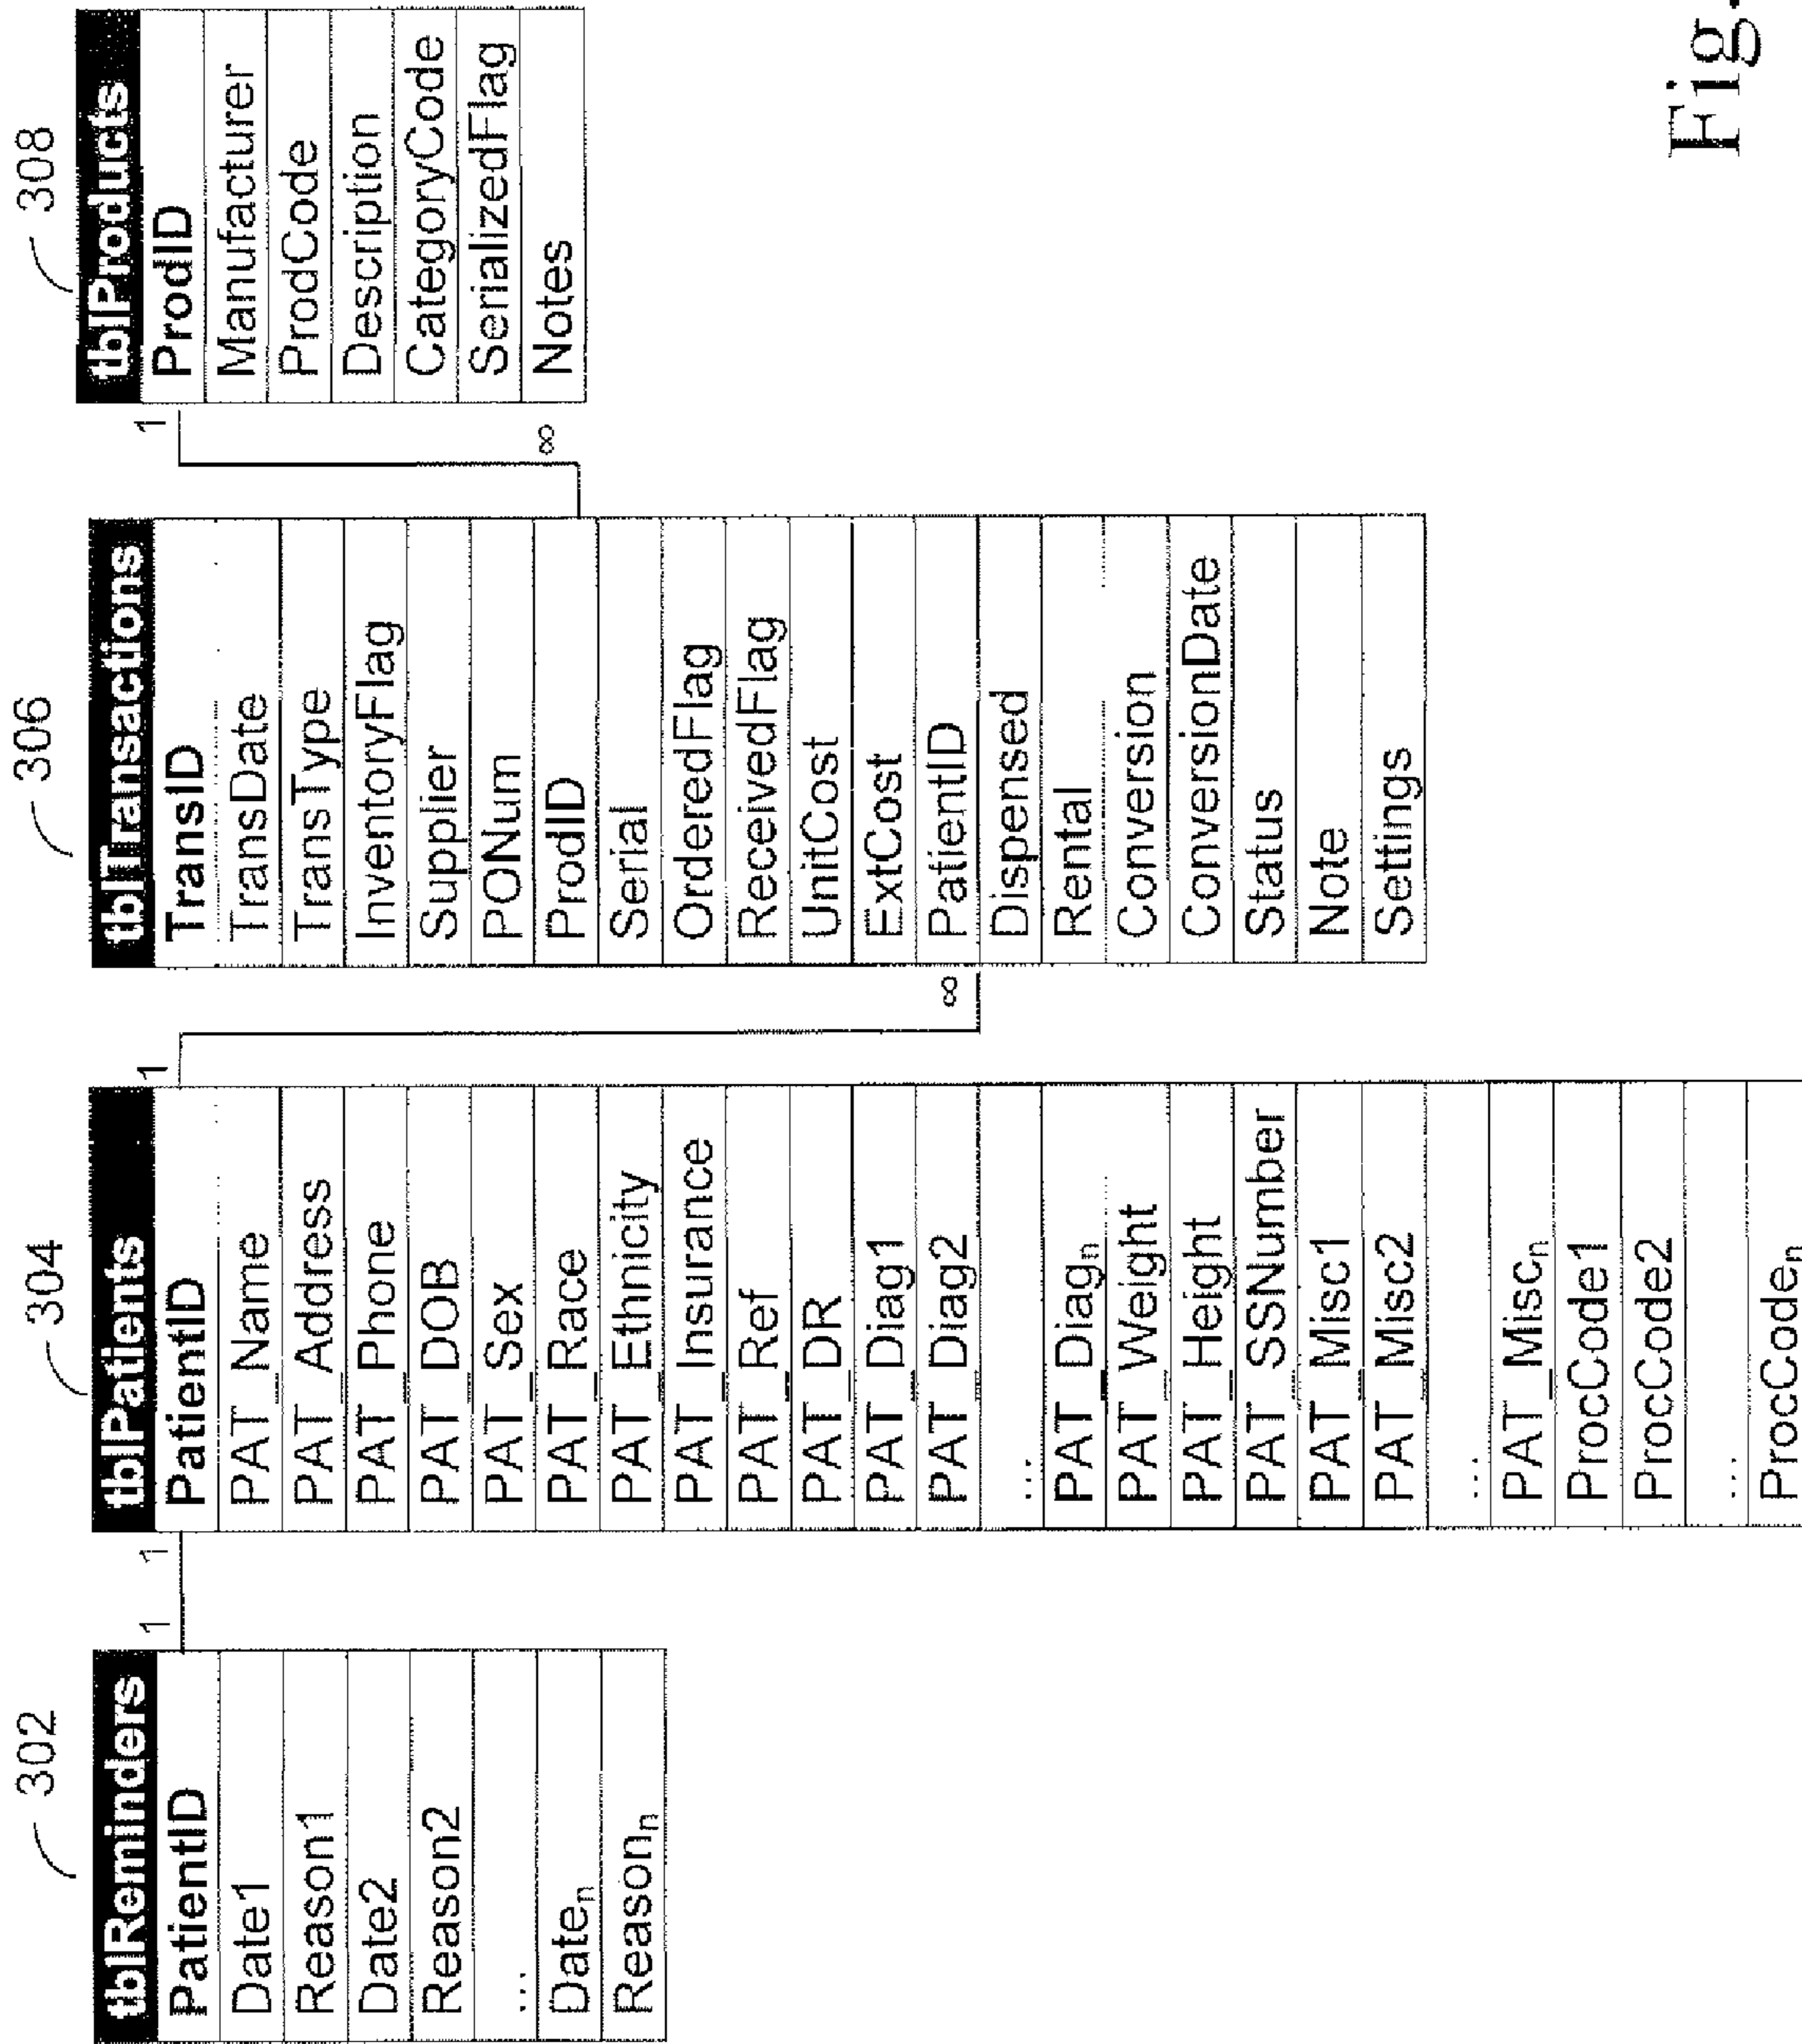 302
tblReminders
PatientID
Date1
Reason1
Date2
Reason2
...
Dateₙ
Reasonₙ
1
1
304
tblPatients
PatientID
PAT_Name
PAT_Address
PAT_Phone
PAT_DOB
PAT_Sex
PAT_Race
PAT_Ethnicity
PAT_Insurance
PAT_Ref
PAT_DR
PAT_Diag1
PAT_Diag2
...
PAT_Diagₙ
PAT_Weight
PAT_Height
PAT_SSNumber
PAT_Misc1
PAT_Misc2
...
PAT_Miscₙ
ProcCode1
ProcCode2
...
ProcCodeₙ
1
∞
306
tblTransactions
TransID
TransDate
TransType
InventoryFlag
Supplier
PONum
ProdID
Serial
OrderedFlag
ReceivedFlag
UnitCost
ExtCost
PatientID
Dispensed
Rental
Conversion
ConversionDate
Status
Note
Settings
1
∞
308
tblProducts
ProdID
Manufacturer
ProdCode
Description
CategoryCode
SerializedFlag
Notes
Fig.